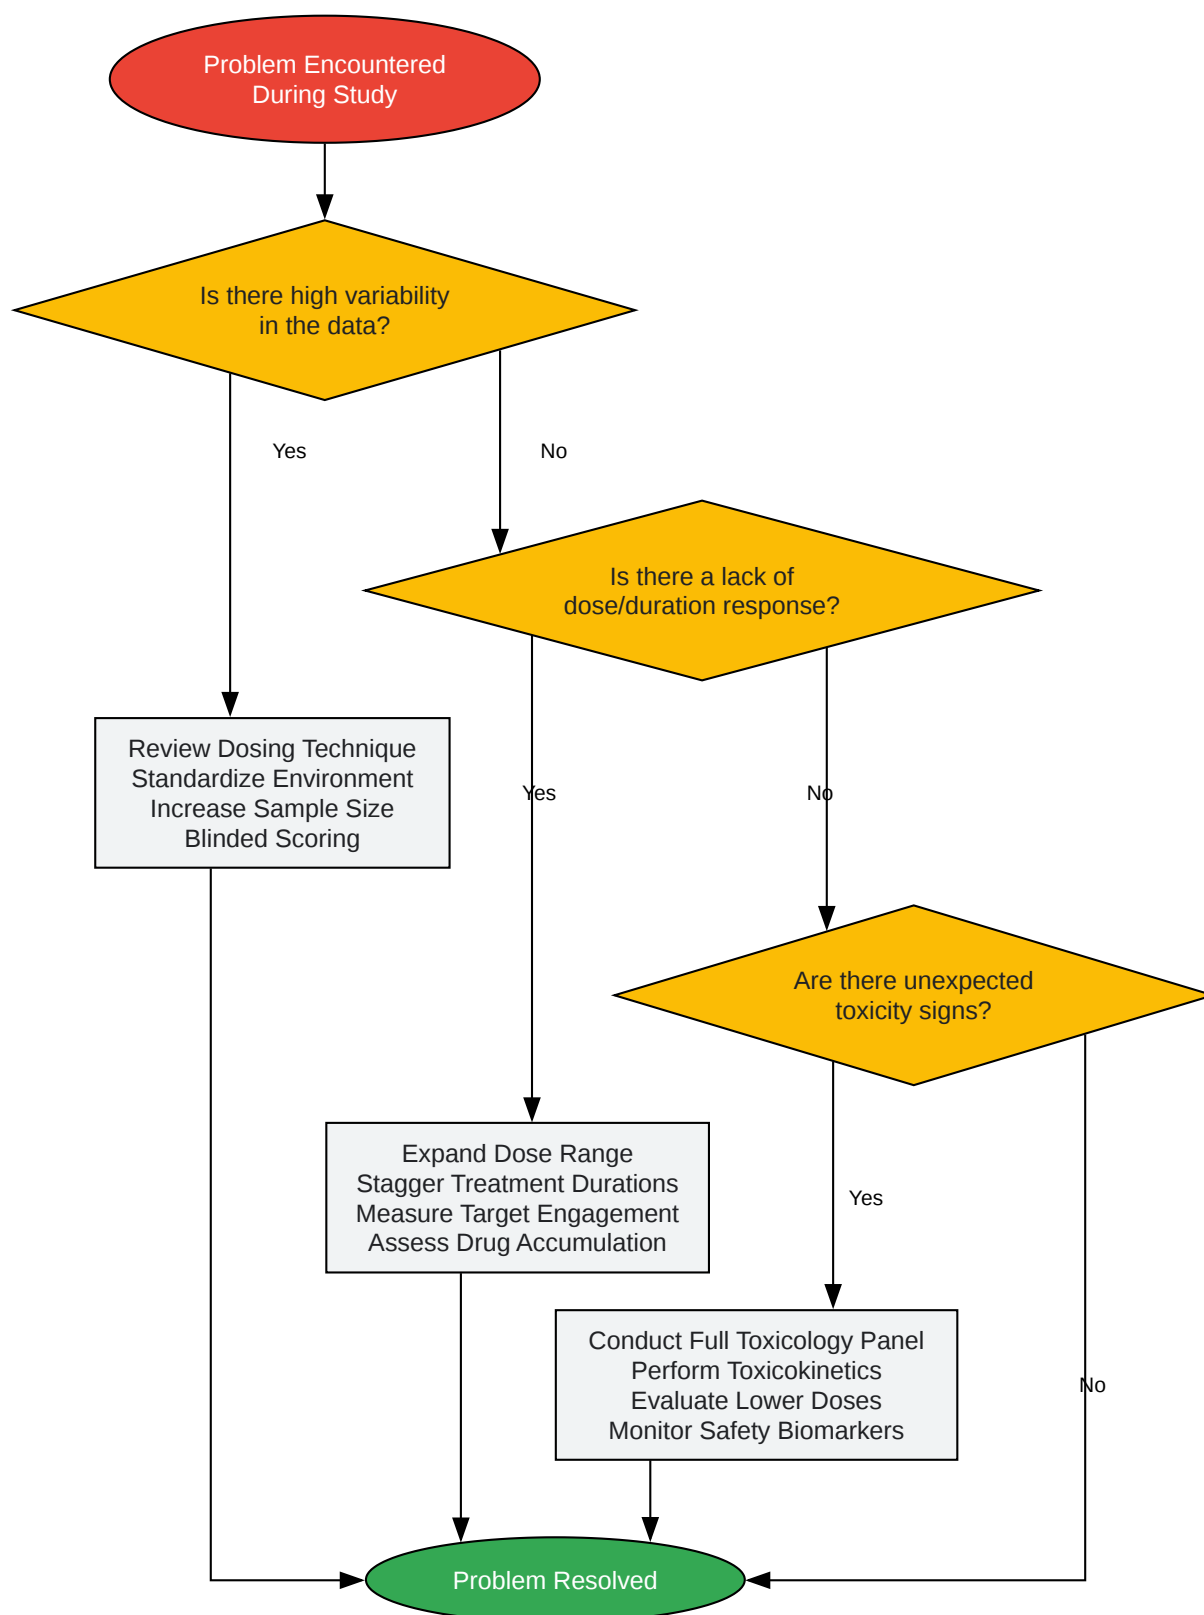 Problem Encountered
During Study
Is there high variability
in the data?
Yes
No
Is there a lack of
dose/duration response?
Review Dosing Technique
Standardize Environment
Increase Sample Size
Blinded Scoring
Yes
No
Are there unexpected
toxicity signs?
Expand Dose Range
Stagger Treatment Durations
Measure Target Engagement
Assess Drug Accumulation
Yes
Conduct Full Toxicology Panel
Perform Toxicokinetics
Evaluate Lower Doses
Monitor Safety Biomarkers
No
Problem Resolved